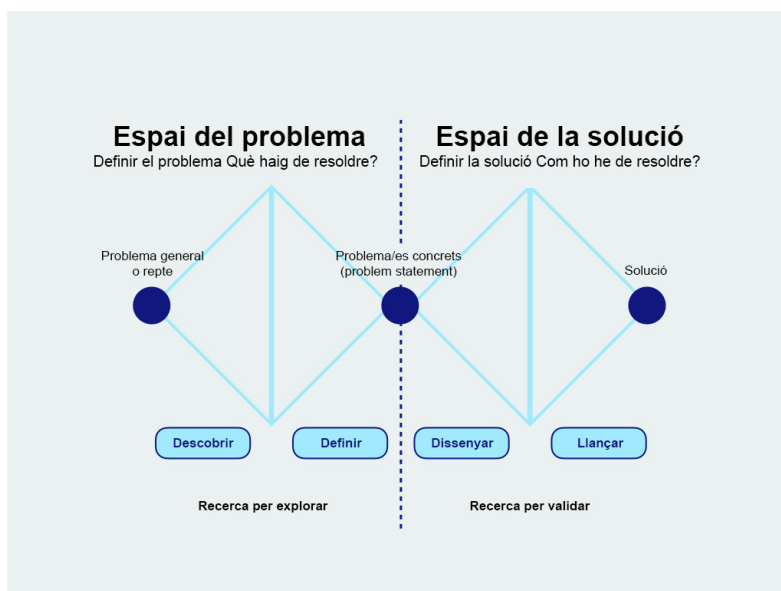 Espai del problema
Definir el problema Què haig de resoldre?
Espai de la solució
Definir la solució Com ho he de resoldre?
Problema general
o repte
Problema/es concrets
(problem statement)
Solució
Descobrir
Definir
Dissenyar
Llançar
Recerca per explorar
Recerca per validar